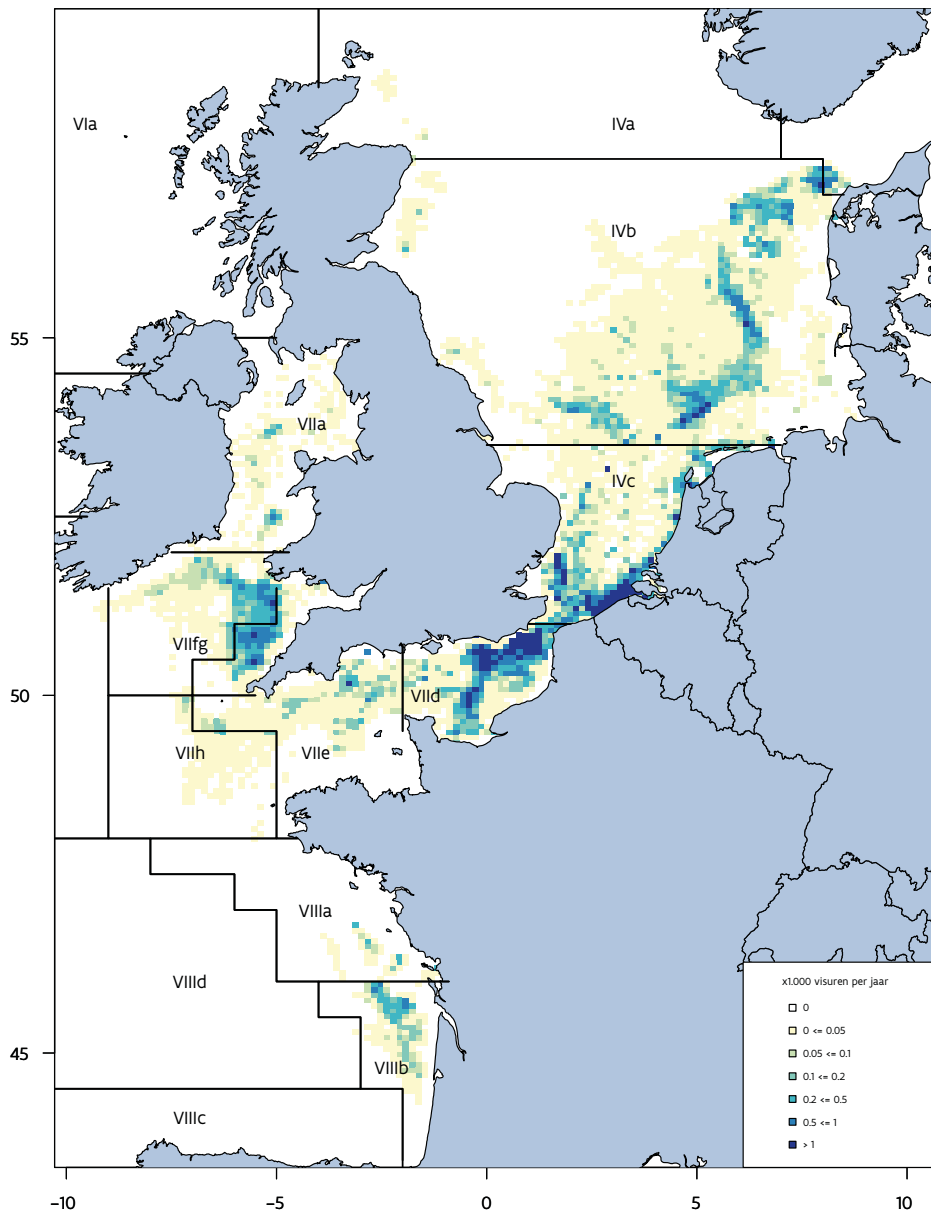 VIa
IVa
IVb
55
VIIa
IVc
VIIfg
50
VIId
VIIh
VIIe
VIIIa
VIIId
x1.000 visuren per jaar
0
0 <= 0.05
0.05 <= 0.1
0.1 <= 0.2
0.2 <= 0.5
0.5 <= 1
> 1
45
VIIIb
VIIIc
−10
−5
0
5
10